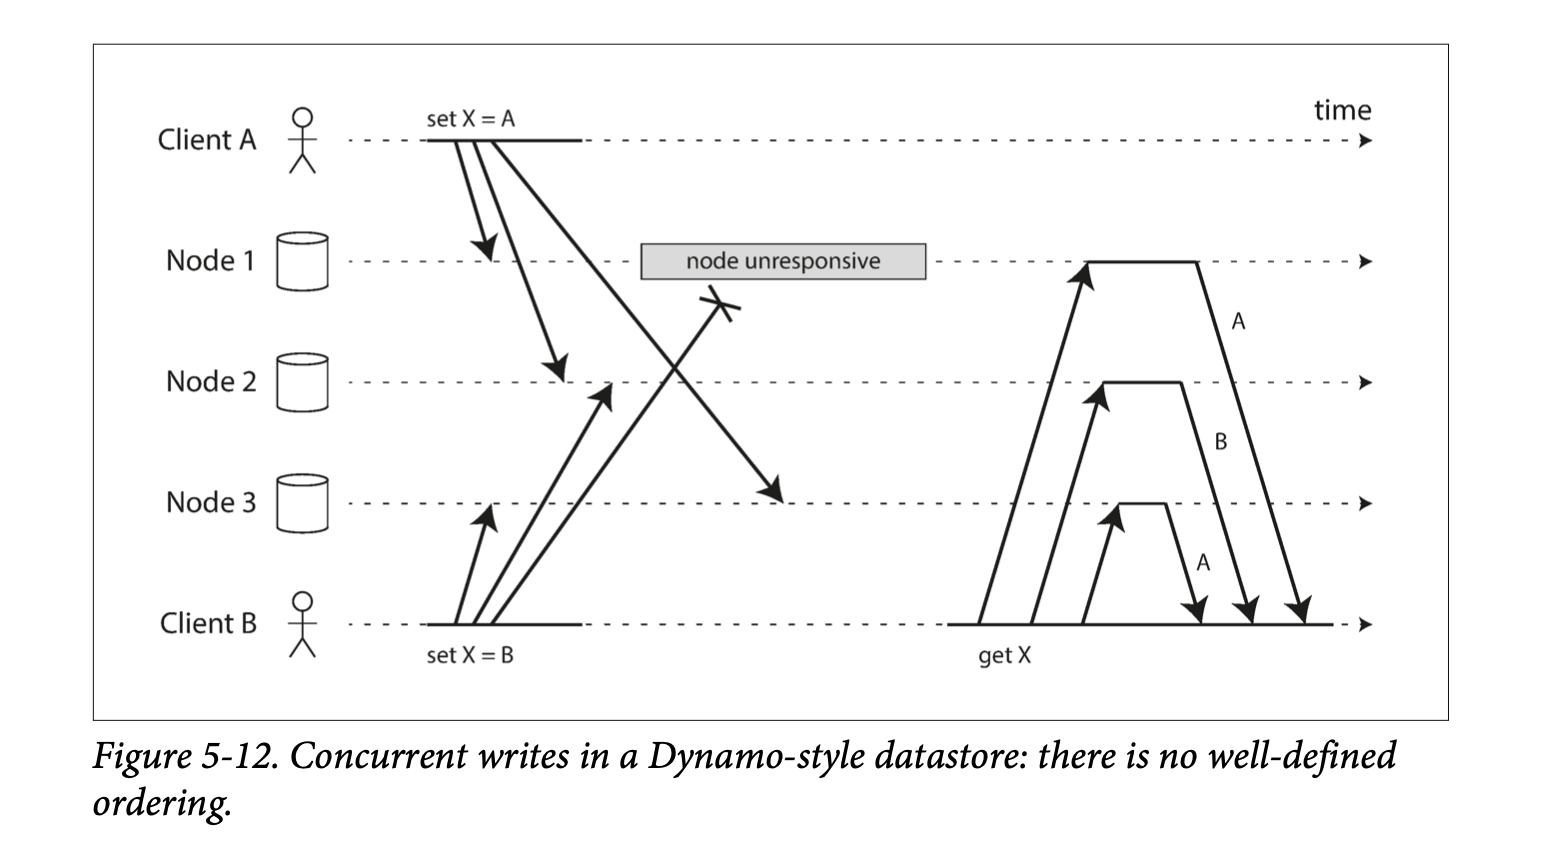 time
set X = A
Client A
Node 1
node unresponsive
A
Node 2
B
Node 3
A
Client B
set X = B
get X
Figure 5-12. Concurrent writes in a Dynamo-style datastore: there is no well-defined
ordering.